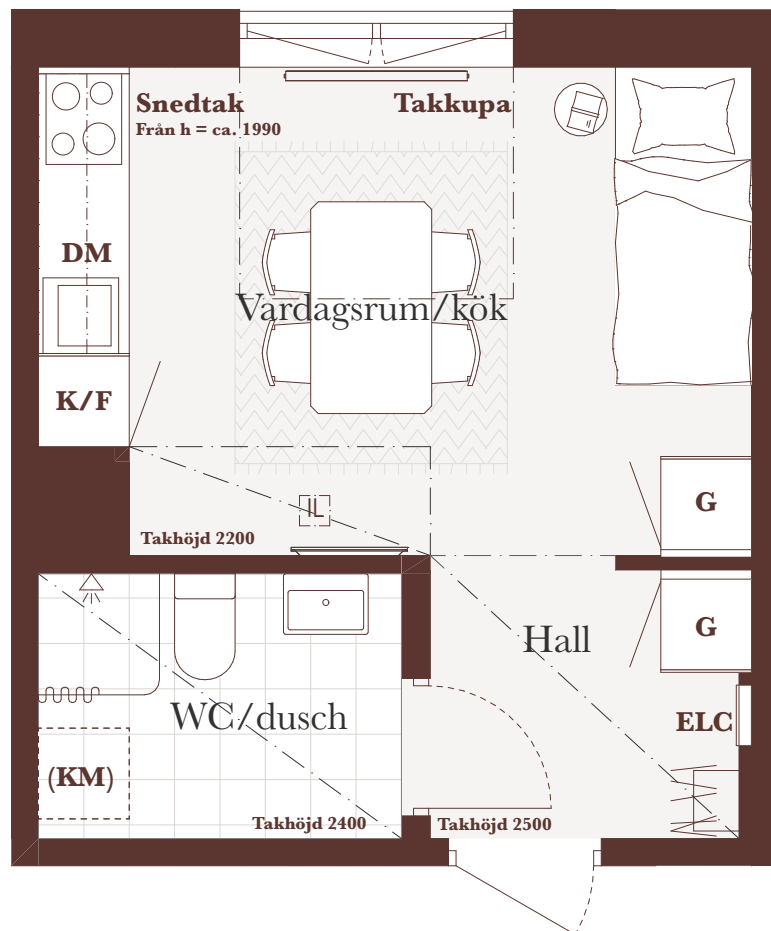 Snedtak
Takkupa
Från h = ca. 1990
DM
Vardagsrum/kök
K/F
G
IL
Takhöjd 2200
G
Hall
WC/dusch
ELC
(KM)
Takhöjd 2400
Takhöjd 2500